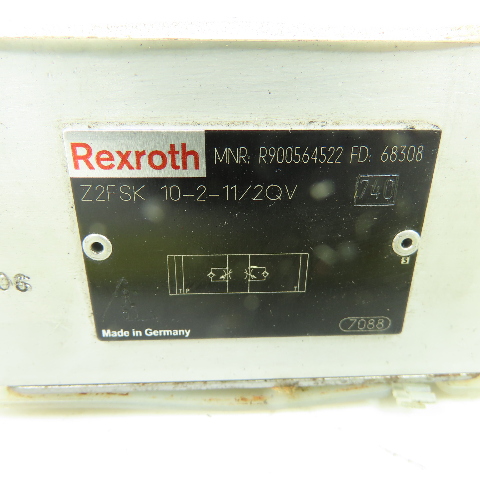 Rexroth MNR: R900564522 FD: 68308
Z2FSK 10-2-11/2QV 740
Made in Germany 7088
06